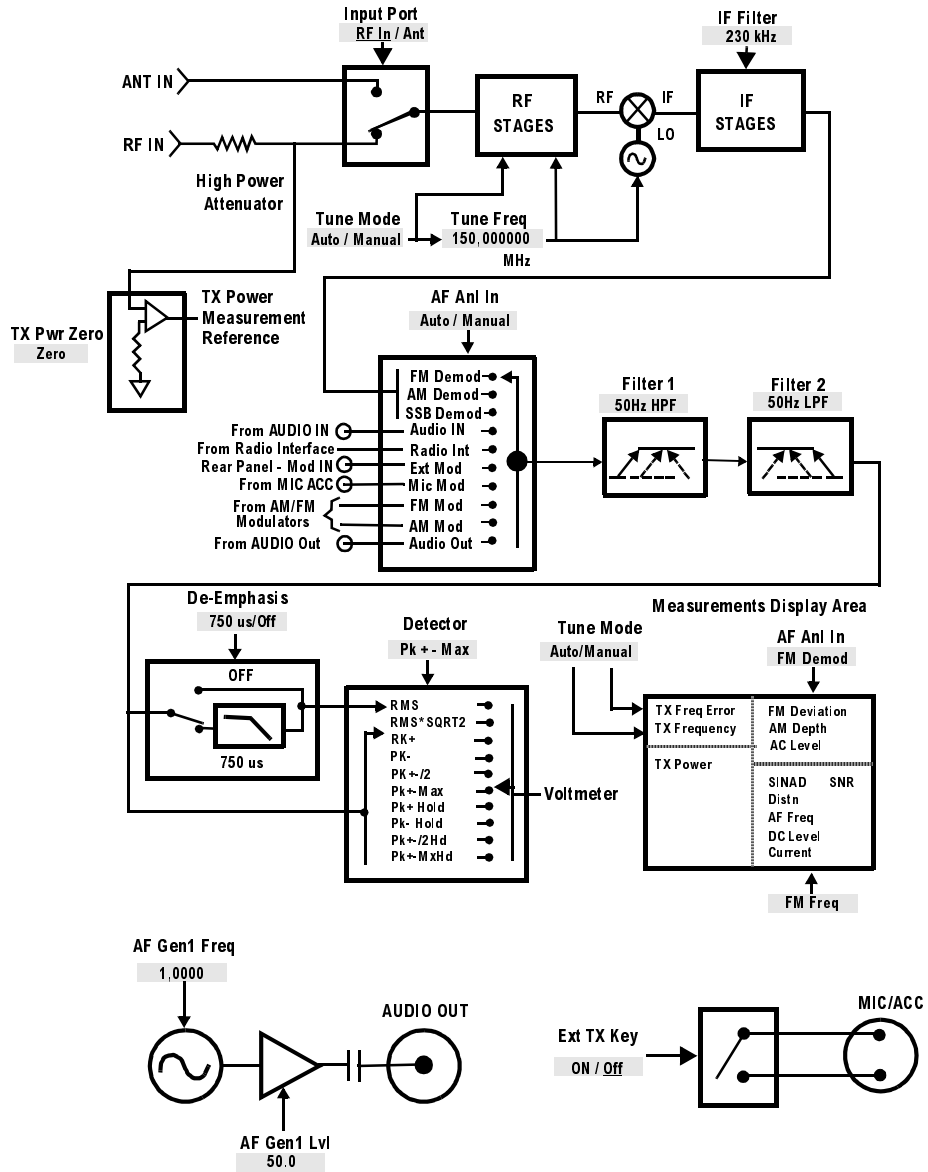 Input Port
RF In / Ant
IF Filter
230 kHz
ANT IN
RF IN
High Power
Attenuator
RF
STAGES
RF
IF
LO
IF
STAGES
Tune Mode
Auto / Manual
Tune Freq
150,000000
MHz
TX Pwr Zero
Zero
TX Power
Measurement
Reference
AF Anl In
Auto / Manual
FM Demod
AM Demod
SSB Demod
From AUDIO IN
Audio IN
From Radio Interface
Radio Int
Rear Panel - Mod IN
Ext Mod
From MIC ACC
Mic Mod
From AM/FM
Modulators
FM Mod
AM Mod
From AUDIO Out
Audio Out
Filter 1
50Hz HPF
Filter 2
50Hz LPF
De-Emphasis
750 us/Off
OFF
750 us
Detector
Pk + - Max
RMS
RMS*SQRT2
RK+
PK-
PK+-/2
Pk+-Max
Pk+ Hold
Pk- Hold
Pk+-/2Hd
Pk+-MxHd
Voltmeter
Measurements Display Area
Tune Mode
Auto/Manual
AF Anl In
FM Demod
TX Freq Error
TX Frequency
TX Power
FM Deviation
AM Depth
AC Level
SINAD SNR
Distn
AF Freq
DC Level
Current
FM Freq
AF Gen1 Freq
1,0000
AUDIO OUT
AF Gen1 Lvl
50.0
Ext TX Key
ON / Off
MIC/ACC